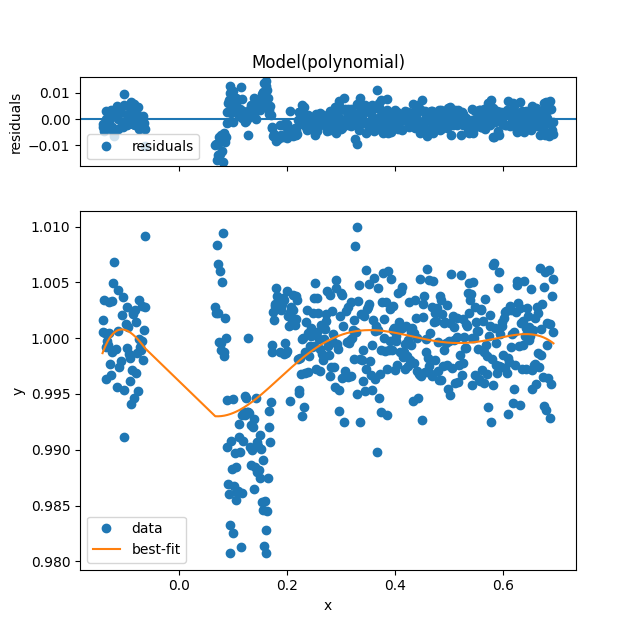 Model(polynomial)
residuals
0.01
0.00
−0.01
residuals
y
1.010
1.005
1.000
0.995
0.990
0.985
0.980
data
best-fit
0.0
0.2
0.4
0.6
x